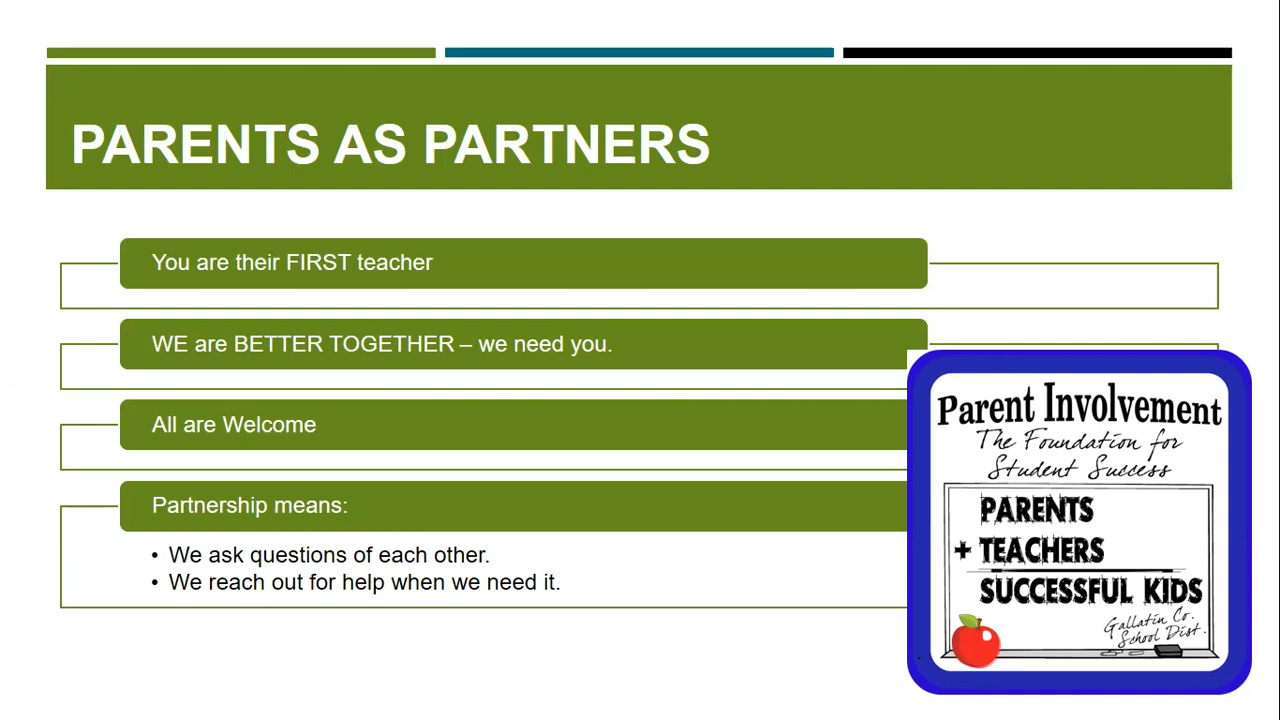 PARENTS AS PARTNERS
You are their FIRST teacher
WE are BETTER TOGETHER – we need you.
All are Welcome
Partnership means:
• We ask questions of each other.
• We reach out for help when we need it.
Parent Involvement
The Foundation for
Student Success
PARENTS
+ TEACHERS
SUCCESSFUL KIDS
Gallatin Co.
School Dist.